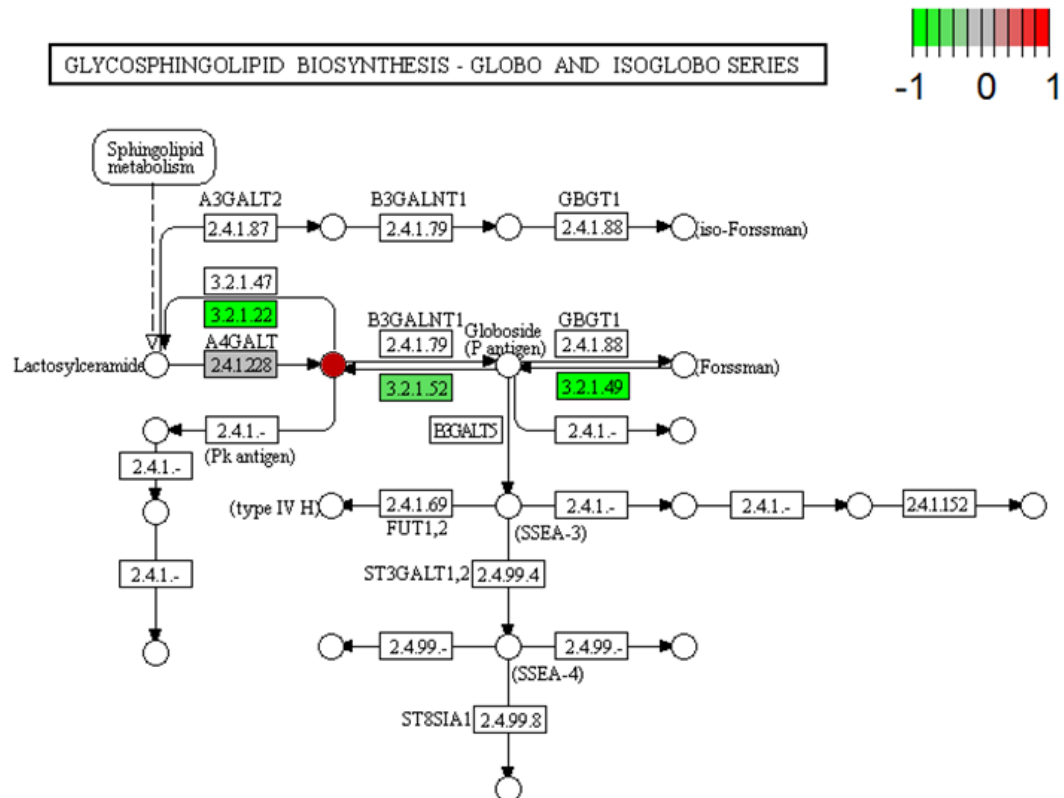 GLYCOSPHINGOLIPID BIOSYNTHESIS - GLOBO AND ISOGLOBO SERIES
-1 0 1
Sphingolipid
metabolism
A3GALT2 B3GALNT1 GBGT1
2.4.1.87 2.4.1.79 2.4.1.88 (iso-Forssman)
3.2.1.47
3.2.1.22
B3GALNT1 GBGT1
A4GALT 2.4.1.79 Globoside 2.4.1.88
(P antigen)
Lactosylceramide 2.4.1.228 (Forssman)
3.2.1.52 3.2.1.49
2.4.1.- B3GALT5 2.4.1.-
(Pk antigen)
2.4.1.-
(type IV H) 2.4.1.69 2.4.1.- 2.4.1.- 2.4.1.152
FUT1,2 (SSEA-3)
2.4.1.- ST3GALT1,2 2.4.99.4
2.4.99.- 2.4.99.-
(SSEA-4)
ST8SIA1 2.4.99.8